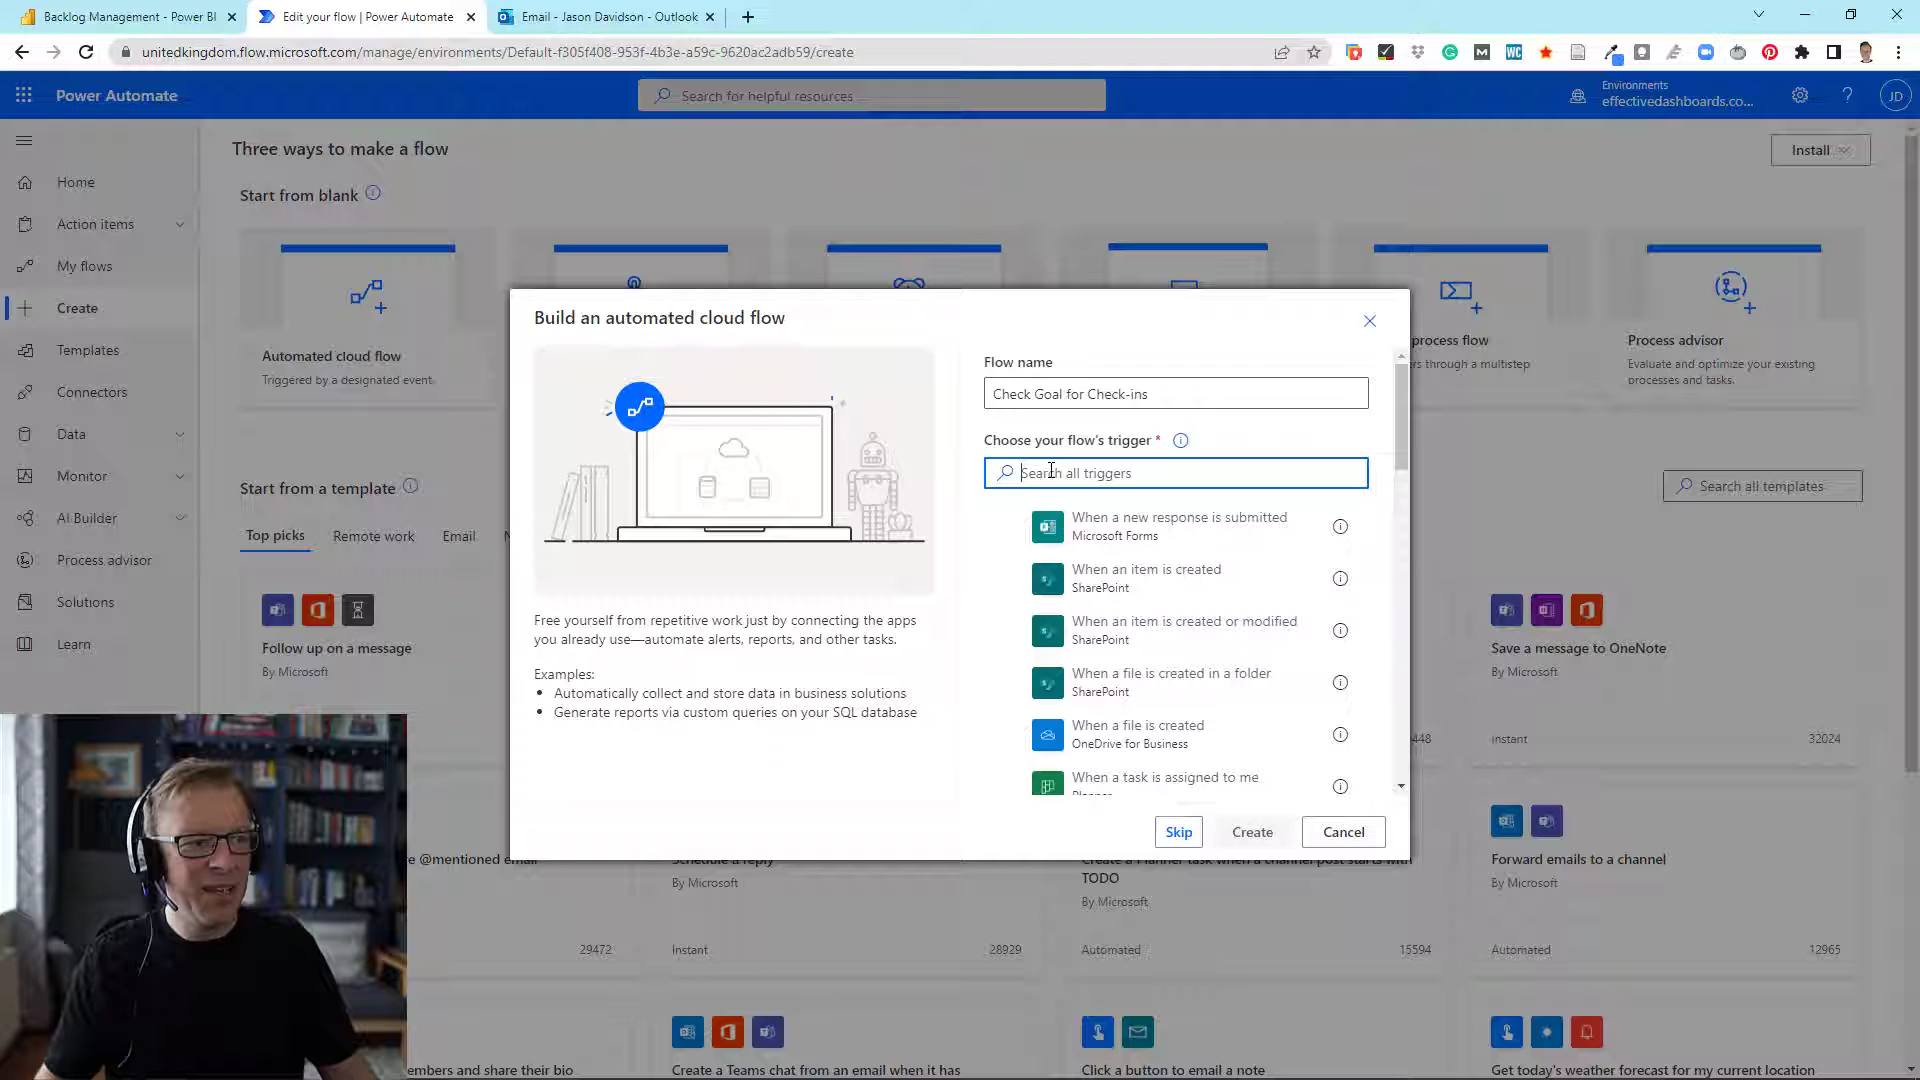 Backlog Management - Power BI
Edit your flow | Power Automate
Email - Jason Davidson - Outlook
unitedkingdom.flow.microsoft.com/manage/environments/Default-f305f408-953f-4b3e-a59c-9620ac2adb59/create
Power Automate
Search for helpful resources
Environments
effectivedashboards.co...
JD
Home
Action items
My flows
Create
Templates
Connectors
Data
Monitor
AI Builder
Process advisor
Solutions
Learn
Three ways to make a flow
Install
Start from blank
Automated cloud flow
Triggered by a designated event.
process flow
ers through a multistep
Process advisor
Evaluate and optimize your existing
processes and tasks.
Start from a template
Search all templates
Top picks
Remote work
Email
Build an automated cloud flow
Free yourself from repetitive work just by connecting the apps
you already use—automate alerts, reports, and other tasks.
Examples:
Automatically collect and store data in business solutions
Generate reports via custom queries on your SQL database
Flow name
Check Goal for Check-ins
Choose your flow's trigger *
Search all triggers
When a new response is submitted
Microsoft Forms
When an item is created
SharePoint
When an item is created or modified
SharePoint
When a file is created in a folder
SharePoint
When a file is created
OneDrive for Business
When a task is assigned to me
Planner
Skip
Create
Cancel
Follow up on a message
By Microsoft
Save a message to OneNote
By Microsoft
448
Instant
32024
re @mentioned email
Schedule a reply
By Microsoft
Create a Planner task when a channel post starts with
TODO
By Microsoft
Forward emails to a channel
By Microsoft
29472
Instant
28929
Automated
15594
Automated
12965
embers and share their bio
Create a Teams chat from an email when it has
Click a button to email a note
Get today's weather forecast for my current location